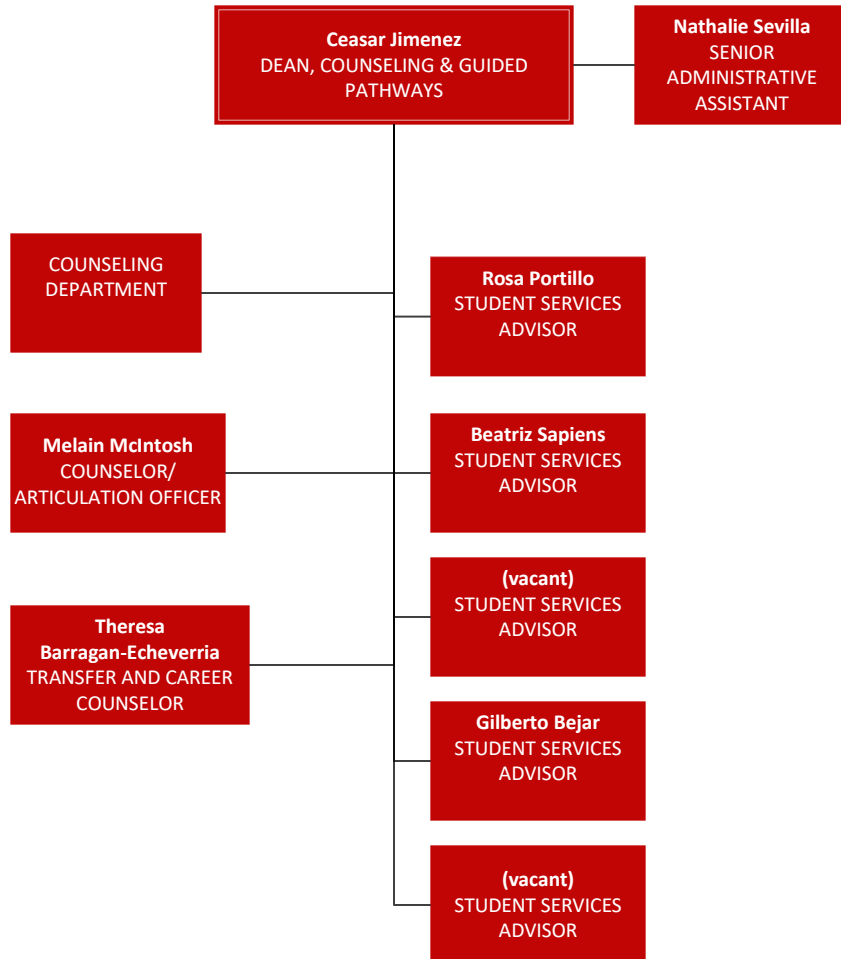 Ceasar Jimenez
DEAN, COUNSELING & GUIDED
PATHWAYS
Nathalie Sevilla
SENIOR
ADMINISTRATIVE
ASSISTANT
COUNSELING
DEPARTMENT
Rosa Portillo
STUDENT SERVICES
ADVISOR
Melain McIntosh
COUNSELOR/
ARTICULATION OFFICER
Beatriz Sapiens
STUDENT SERVICES
ADVISOR
(vacant)
STUDENT SERVICES
ADVISOR
Theresa
Barragan-Echeverria
TRANSFER AND CAREER
COUNSELOR
Gilberto Bejar
STUDENT SERVICES
ADVISOR
(vacant)
STUDENT SERVICES
ADVISOR